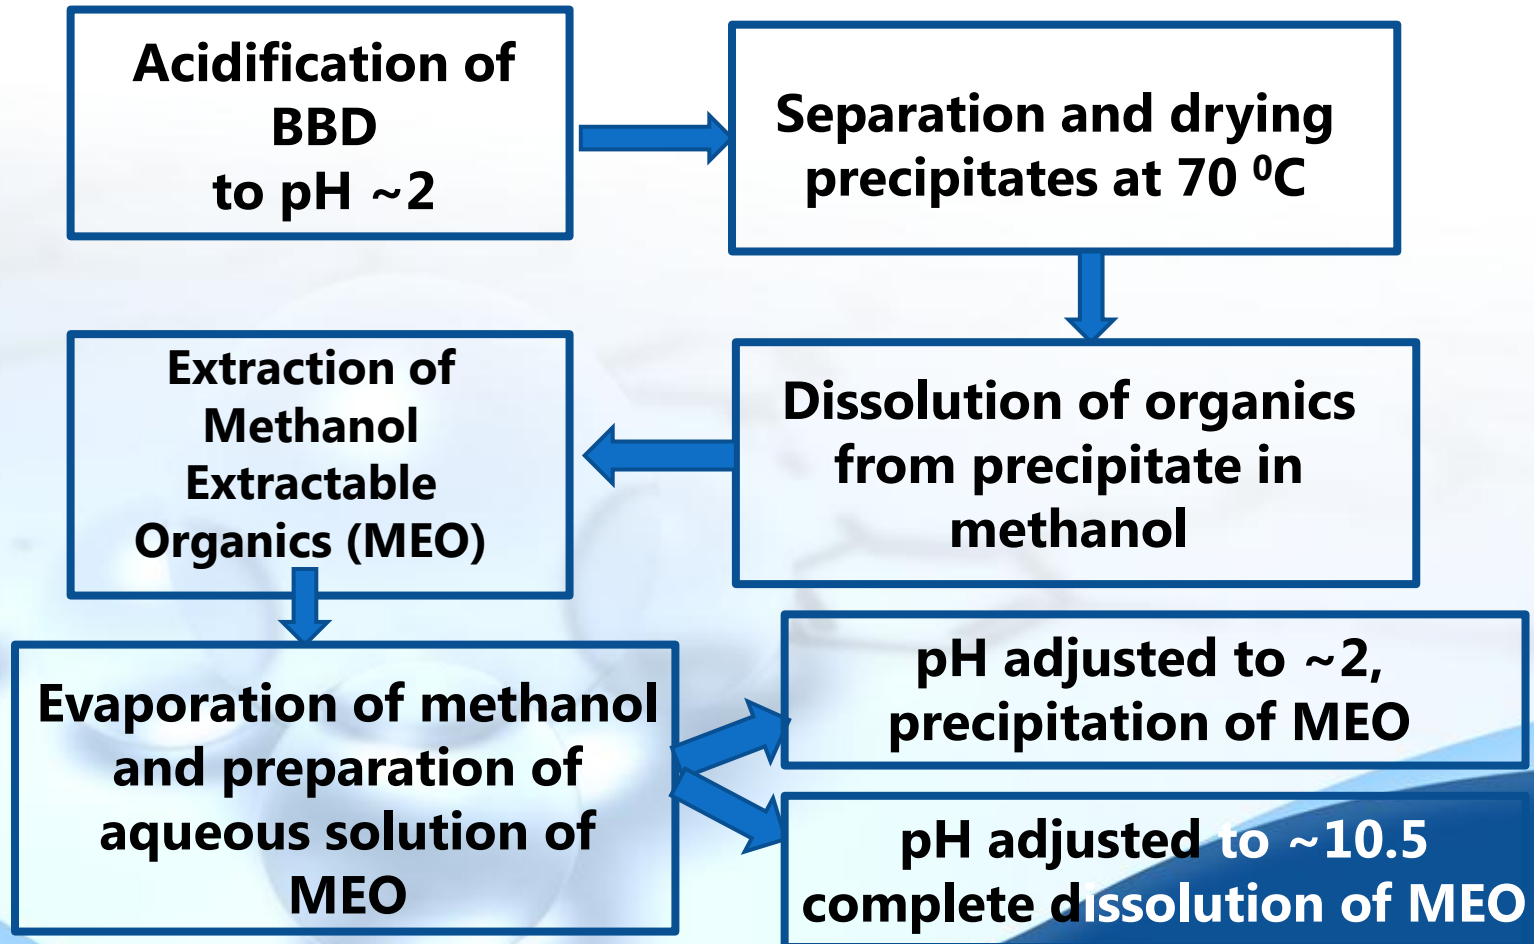 Acidification of
BBD
to pH ~2
Separation and drying
precipitates at 70 ⁰C
Dissolution of organics
from precipitate in
methanol
Extraction of
Methanol
Extractable
Organics (MEO)
Evaporation of methanol
and preparation of
aqueous solution of
MEO
pH adjusted to ~2,
precipitation of MEO
pH adjusted to ~10.5
complete dissolution of MEO